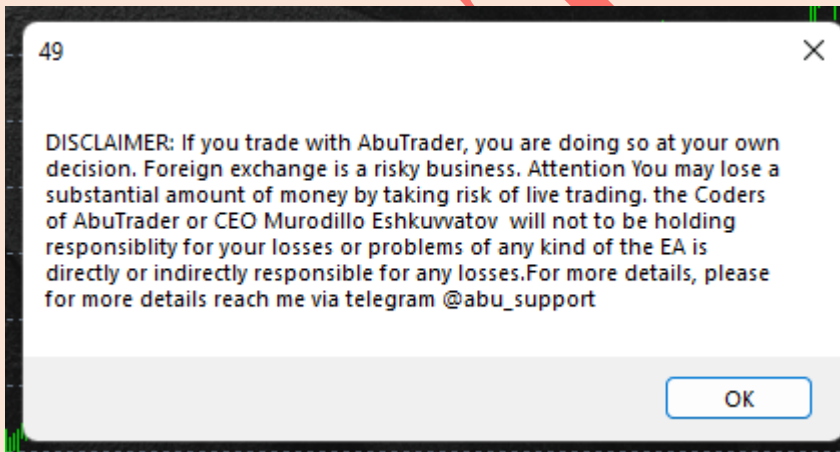 49
DISCLAIMER: If you trade with AbuTrader, you are doing so at your own
decision. Foreign exchange is a risky business. Attention You may lose a
substantial amount of money by taking risk of live trading. the Coders
of AbuTrader or CEO Murodillo Eshkuvvatov  will not to be holding
responsiblity for your losses or problems of any kind of the EA is
directly or indirectly responsible for any losses.For more details, please
for more details reach me via telegram @abu_support
OK